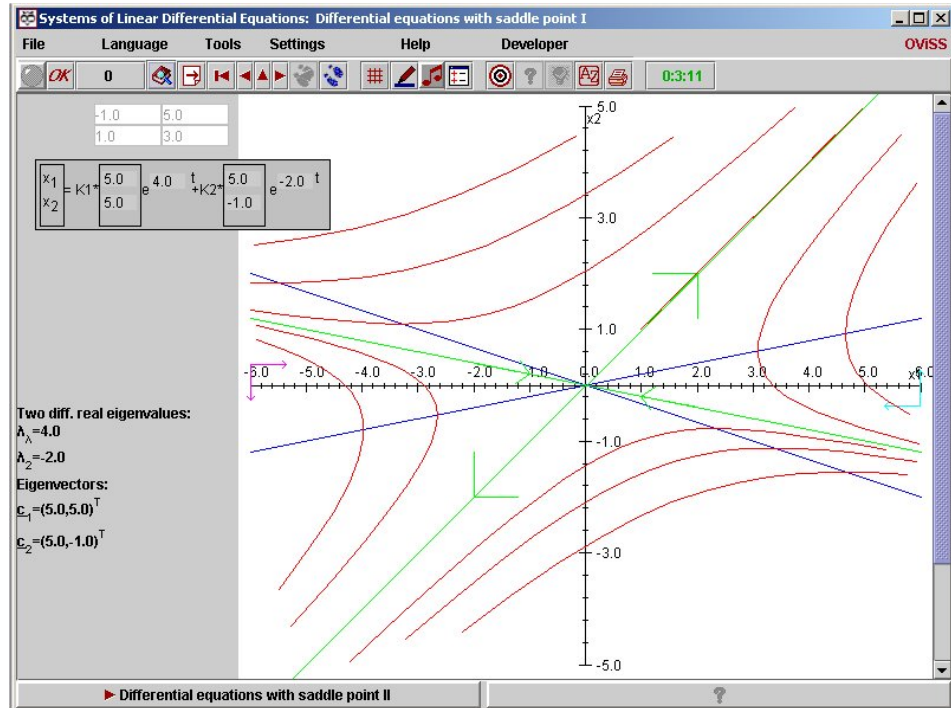 Systems of Linear Differential Equations: Differential equations with saddle point I
File Language Tools Settings Help Developer OViSS
OK 0 ? AZ 0:3:11
-1.0 5.0
1.0 3.0
x1 = K1* 5.0 e 4.0 t +K2* 5.0 e -2.0 t
x2 5.0 -1.0
5.0
x2
3.0
1.0
-6.0 -5.0 -4.0 -3.0 -2.0 -1.0 0 1.0 2.0 3.0 4.0 5.0 x1 6.0
-1.0
-3.0
-5.0
Two diff. real eigenvalues:
λλ=4.0
λ2=-2.0
Eigenvectors:
c1=(5.0,5.0)T
c2=(5.0,-1.0)T
Differential equations with saddle point II ?